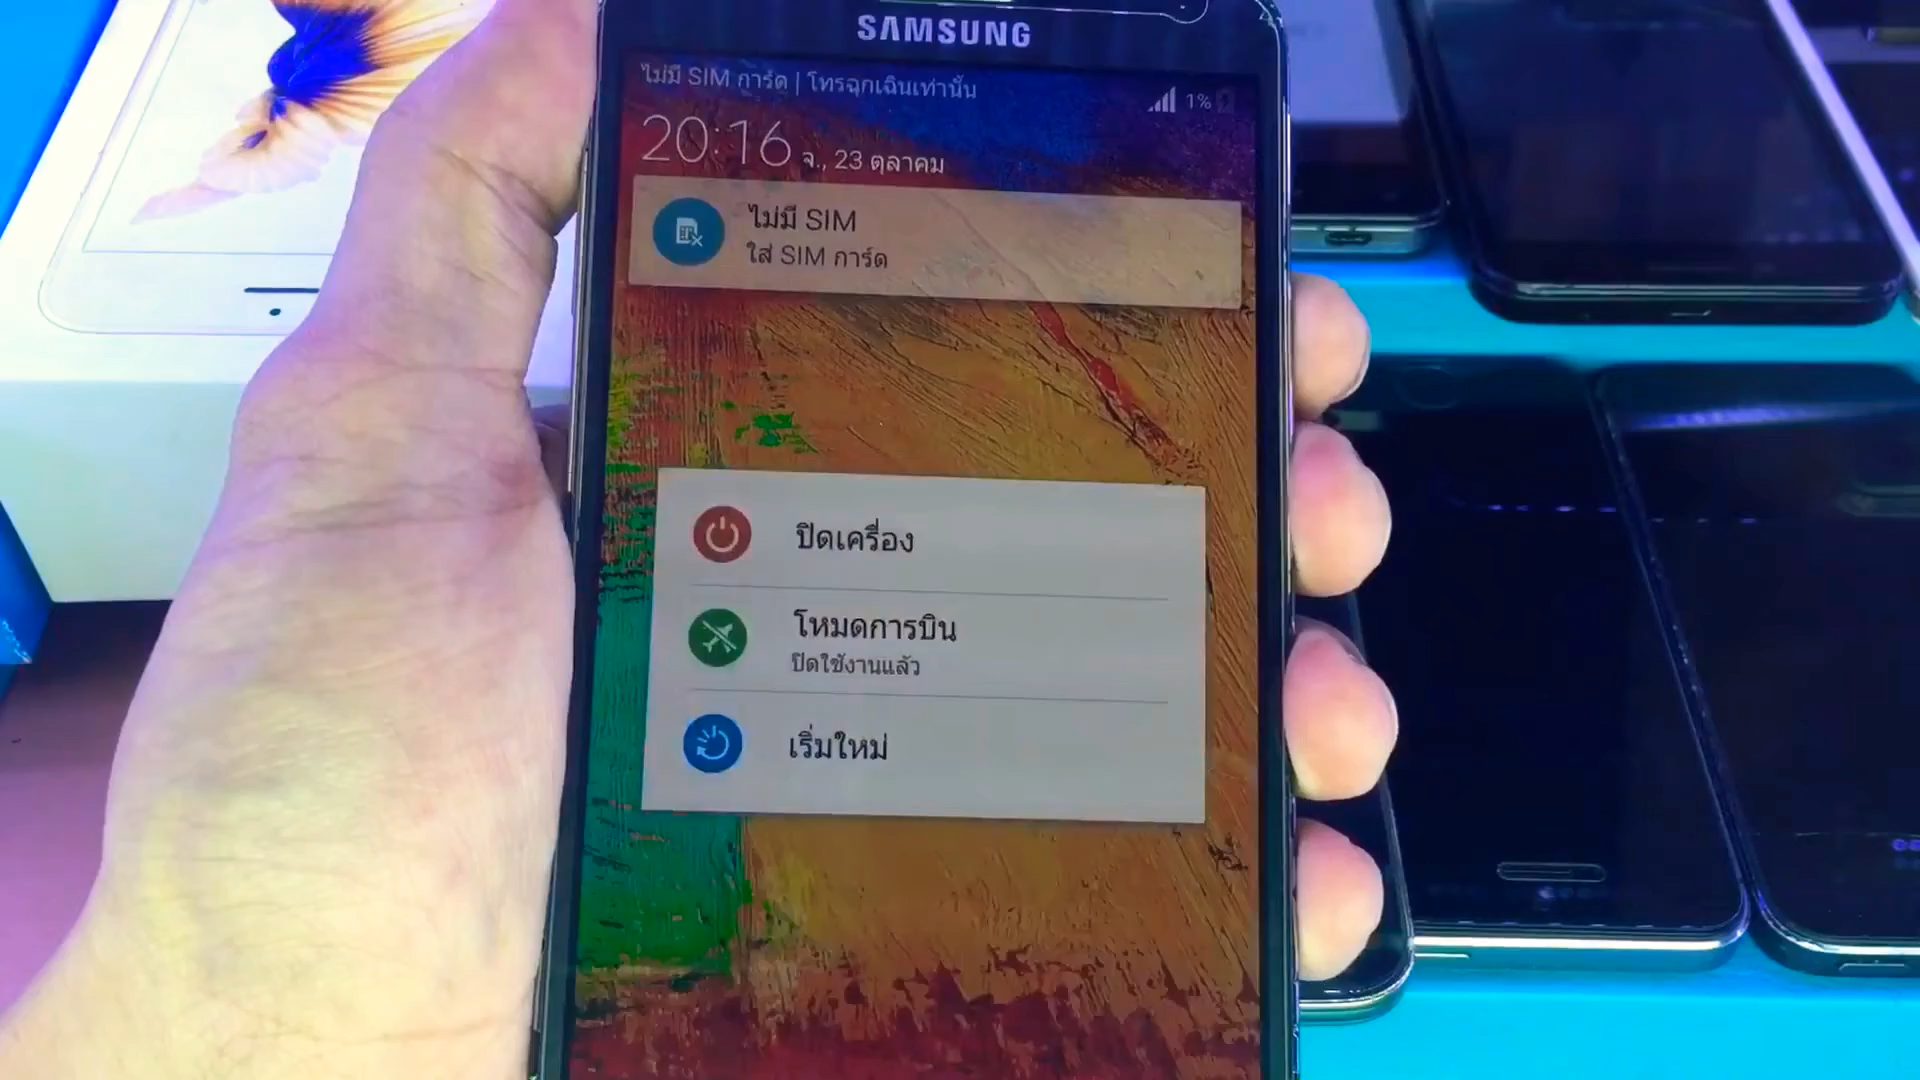 SAMSUNG
ไม่มี SIM การ์ด | โทรฉุกเฉินเท่านั้น
1%
20:16 จ., 23 ตุลาคม
ไม่มี SIM
ใส่ SIM การ์ด
ปิดเครื่อง
โหมดการบิน
ปิดใช้งานแล้ว
เริ่มใหม่